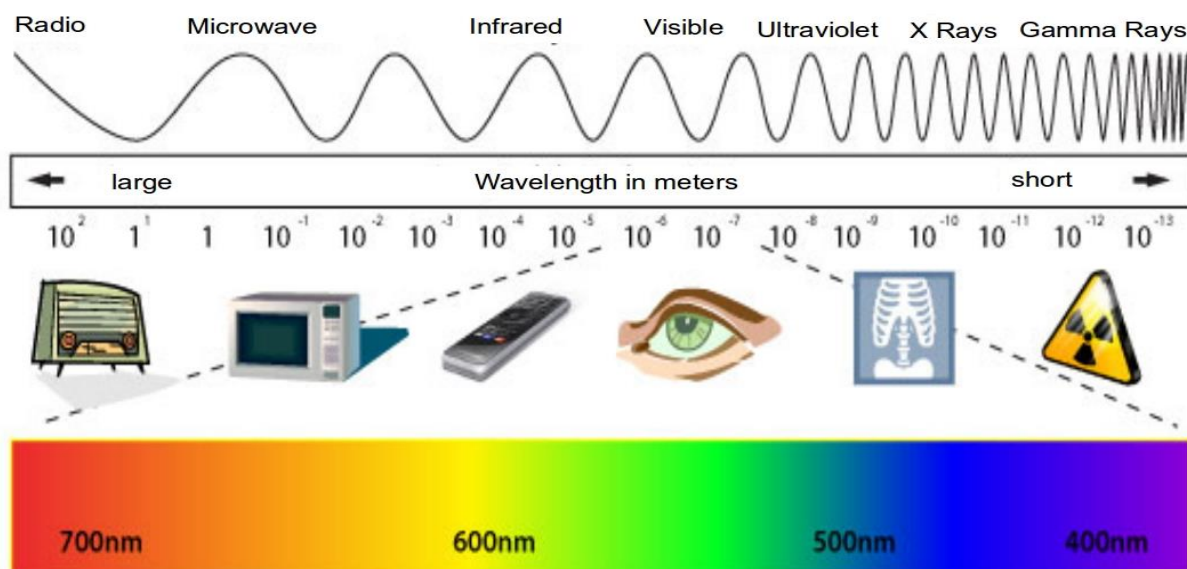 Radio Microwave Infrared Visible Ultraviolet X Rays Gamma Rays
large Wavelength in meters short
10² 1¹ 1 10⁻¹ 10⁻² 10⁻³ 10⁻⁴ 10⁻⁵ 10⁻⁶ 10⁻⁷ 10⁻⁸ 10⁻⁹ 10⁻¹⁰ 10⁻¹¹ 10⁻¹² 10⁻¹³
700nm 600nm 500nm 400nm